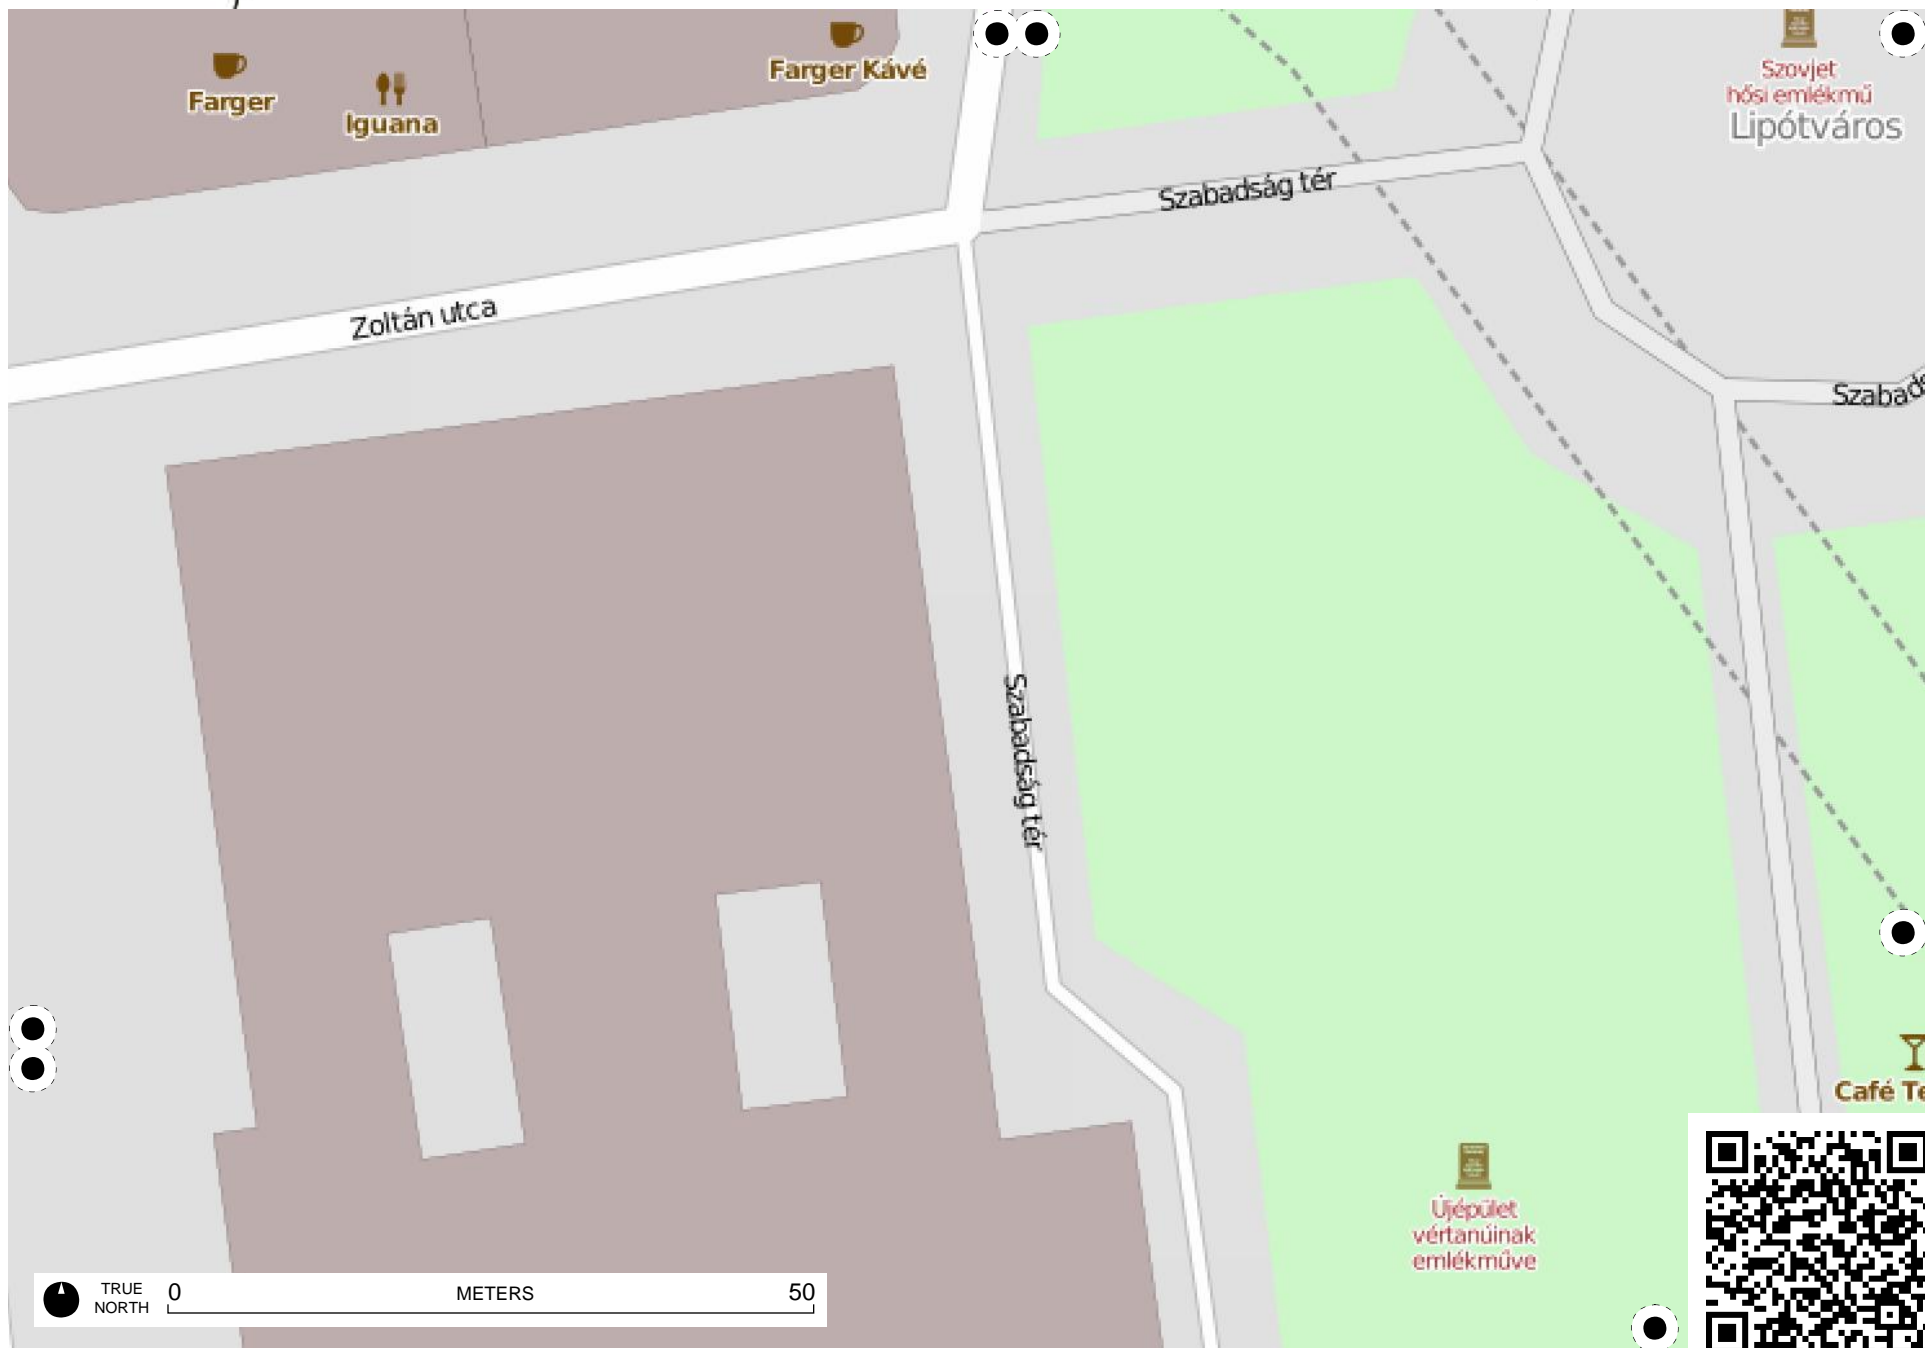 Farger
Iguana
Farger Kávé
Szovjet
hősi emlékmű
Lipótváros
Szabadság tér
Zoltán utca
Szabads
Szabadság tér
Café Te
Újépület
vértanúinak
emlékműve
TRUE
NORTH
0 METERS 50